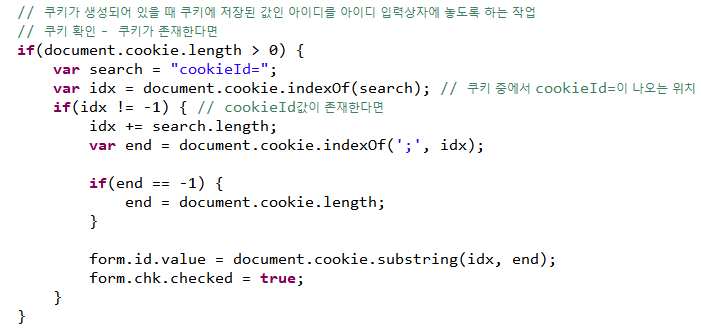 // 쿠키가 생성되어 있을 때 쿠키에 저장된 값인 아이디를 아이디 입력상자에 놓도록 하는 작업
// 쿠키 확인 - 쿠키가 존재한다면
if(document.cookie.length > 0) {
var search = "cookieId=";
var idx = document.cookie.indexOf(search); // 쿠키 중에서 cookieId=이 나오는 위치
if(idx != -1) { // cookieId값이 존재한다면
idx += search.length;
var end = document.cookie.indexOf(';', idx);
if(end == -1) {
end = document.cookie.length;
}
form.id.value = document.cookie.substring(idx, end);
form.chk.checked = true;
}
}